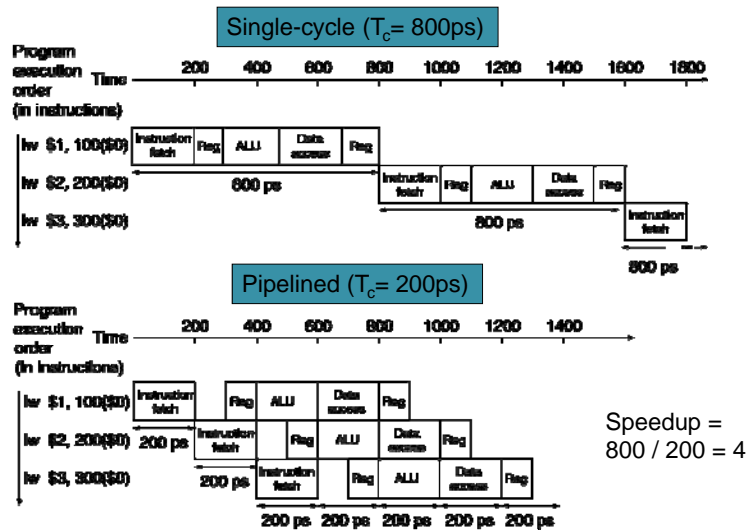 Single-cycle (Tc= 800ps)
Program
execution
order
(in instructions)
Time
200 400 600 800 1000 1200 1400 1600 1800
lw $1, 100($0)
Instruction
fetch
Reg
ALU
Data
access
Reg
lw $2, 200($0)
800 ps
Instruction
fetch
Reg
ALU
Data
access
Reg
lw $3, 300($0)
800 ps
Instruction
fetch
800 ps
Pipelined (Tc= 200ps)
Program
execution
order
(in instructions)
Time
200 400 600 800 1000 1200 1400
lw $1, 100($0)
Instruction
fetch
Reg
ALU
Data
access
Reg
lw $2, 200($0)
200 ps
Instruction
fetch
Reg
ALU
Data
access
Reg
lw $3, 300($0)
200 ps
Instruction
fetch
Reg
ALU
Data
access
Reg
200 ps 200 ps 200 ps 200 ps 200 ps
Speedup =
800 / 200 = 4